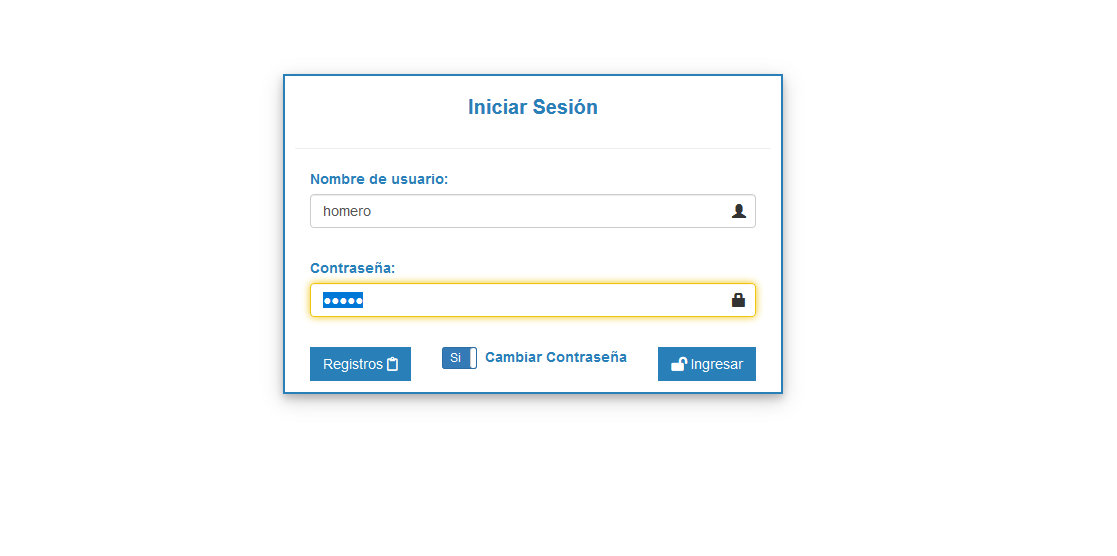 Iniciar Sesión
Nombre de usuario:
homero
Contraseña:
●●●●●
Registros
Si
Cambiar Contraseña
Ingresar